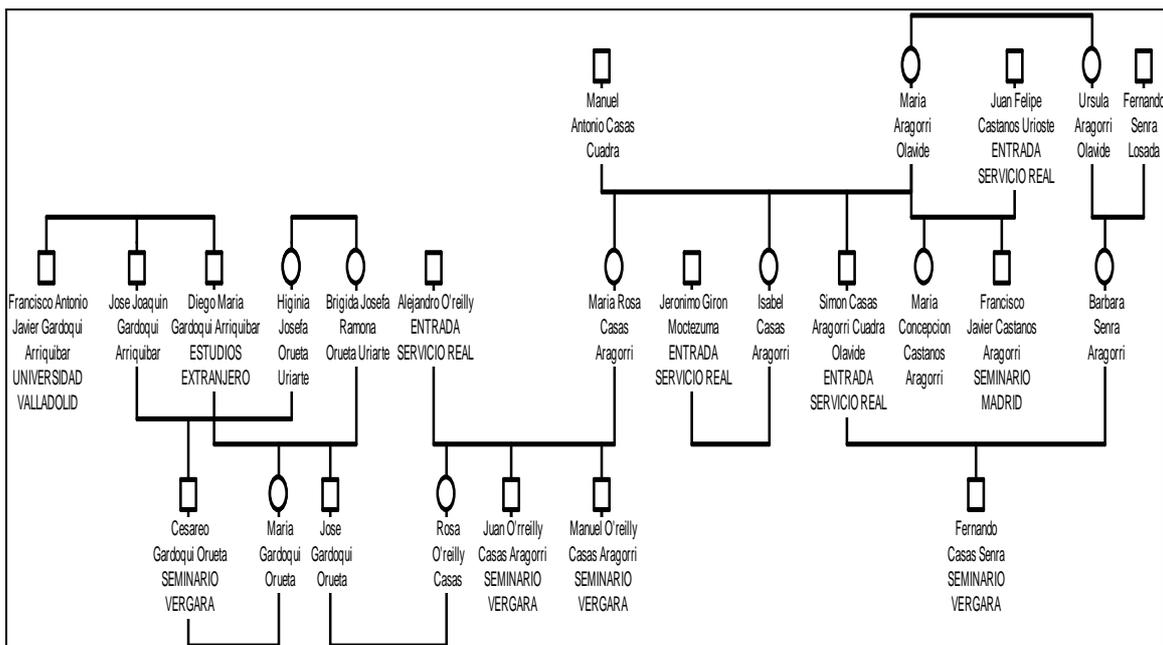 Manuel
Antonio Casas
Cuadra
Maria
Aragorri
Olavide
Juan Felipe
Castanos Urioste
ENTRADA
SERVICIO REAL
Ursula
Aragorri
Olavide
Fernando
Senra
Losada
Francisco Antonio
Javier Gardoqui
Arriquibar
UNIVERSIDAD
VALLADOLID
Jose Joaquin
Gardoqui
Arriquibar
Diego Maria
Gardoqui Arriquibar
ESTUDIOS
EXTRANJERO
Higinia
Josefa
Orueta
Uriarte
Brigida Josefa
Ramona
Orueta Uriarte
Alejandro O'reilly
ENTRADA
SERVICIO REAL
Maria Rosa
Casas
Aragorri
Jeronimo Giron
Moctezuma
ENTRADA
SERVICIO REAL
Isabel
Casas
Aragorri
Simon Casas
Aragorri Cuadra
Olavide
ENTRADA
SERVICIO REAL
Maria
Concepcion
Castanos
Aragorri
Francisco
Javier Castanos
Aragorri
SEMINARIO
MADRID
Barbara
Senra
Aragorri
Cesareo
Gardoqui Orueta
SEMINARIO
VERGARA
Maria
Gardoqui
Orueta
Jose
Gardoqui
Orueta
Rosa
O'reilly
Casas
Juan O'rreilly
Casas Aragorri
SEMINARIO
VERGARA
Manuel O'reilly
Casas Aragorri
SEMINARIO
VERGARA
Fernando
Casas Senra
SEMINARIO
VERGARA